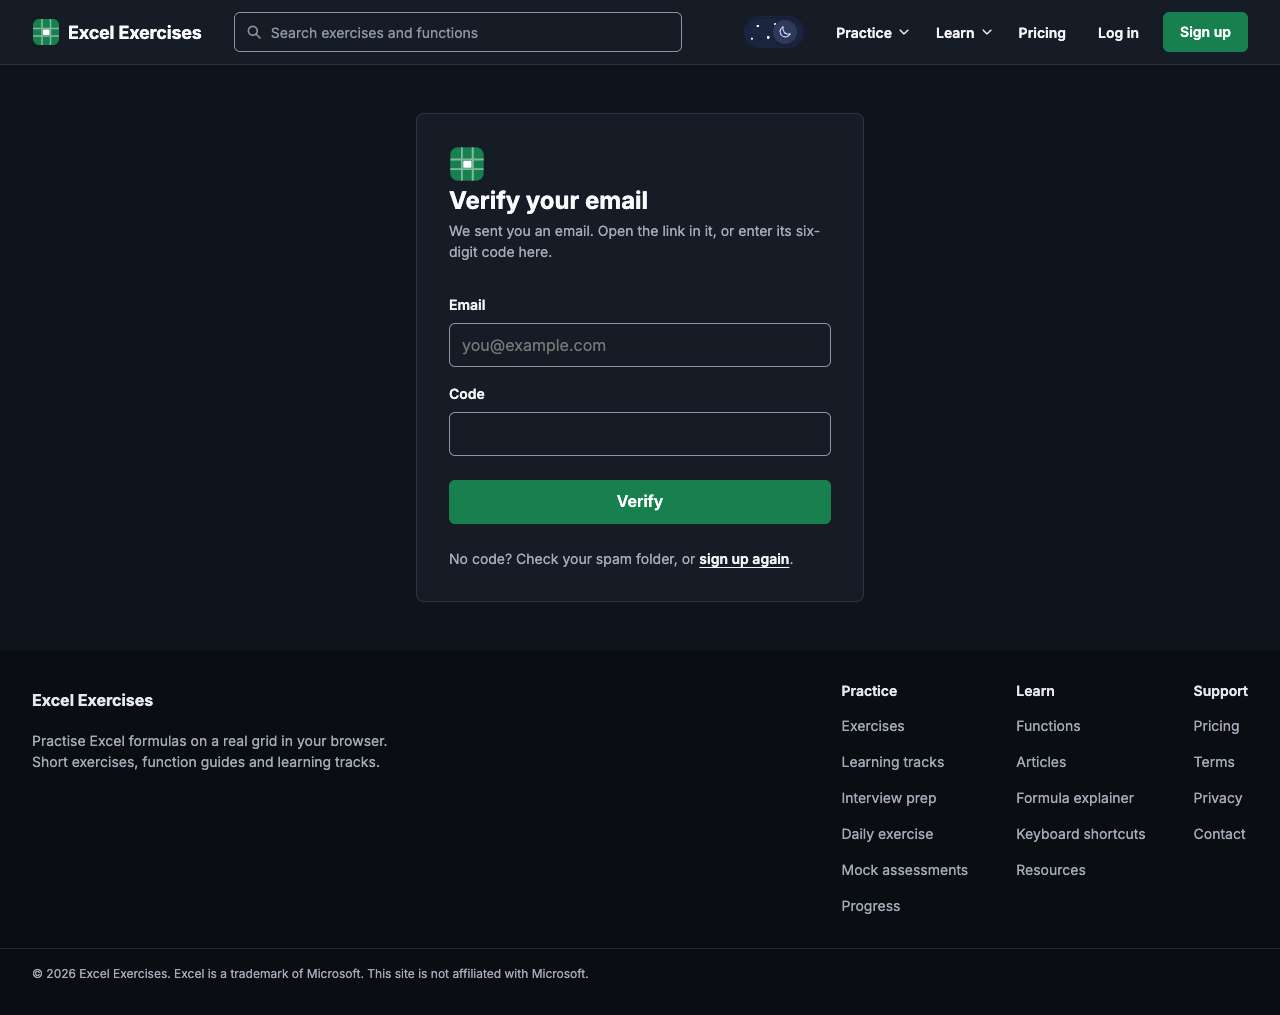 Excel Exercises
Search exercises and functions
Practice
Learn
Pricing
Log in
Sign up
Verify your email
We sent you an email. Open the link in it, or enter its six-
digit code here.
Email
you@example.com
Code
Verify
No code? Check your spam folder, or sign up again.
Excel Exercises
Practise Excel formulas on a real grid in your browser.
Short exercises, function guides and learning tracks.
Practice
Exercises
Learning tracks
Interview prep
Daily exercise
Mock assessments
Progress
Learn
Functions
Articles
Formula explainer
Keyboard shortcuts
Resources
Support
Pricing
Terms
Privacy
Contact
© 2026 Excel Exercises. Excel is a trademark of Microsoft. This site is not affiliated with Microsoft.